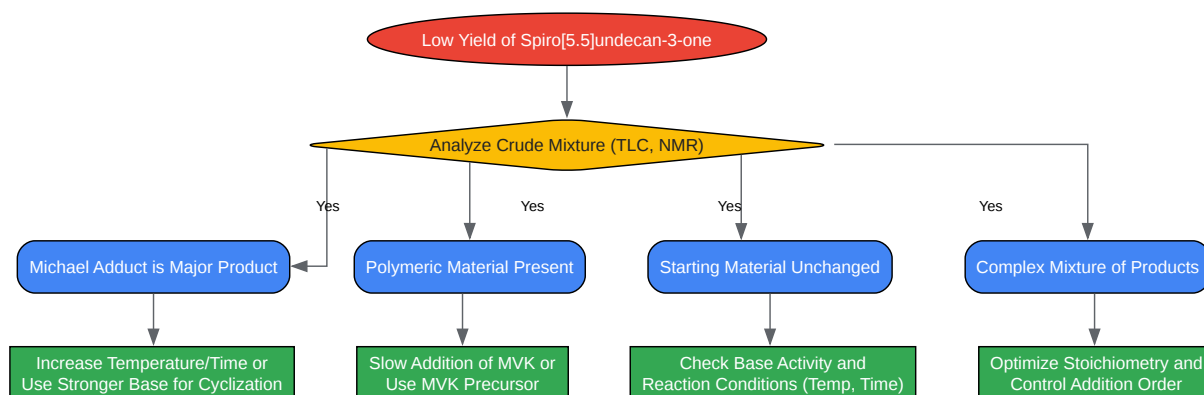 Low Yield of Spiro[5.5]undecan-3-one
Analyze Crude Mixture (TLC, NMR)
Yes
Yes
Yes
Yes
Michael Adduct is Major Product
Polymeric Material Present
Starting Material Unchanged
Complex Mixture of Products
Increase Temperature/Time or
Use Stronger Base for Cyclization
Slow Addition of MVK or
Use MVK Precursor
Check Base Activity and
Reaction Conditions (Temp, Time)
Optimize Stoichiometry and
Control Addition Order